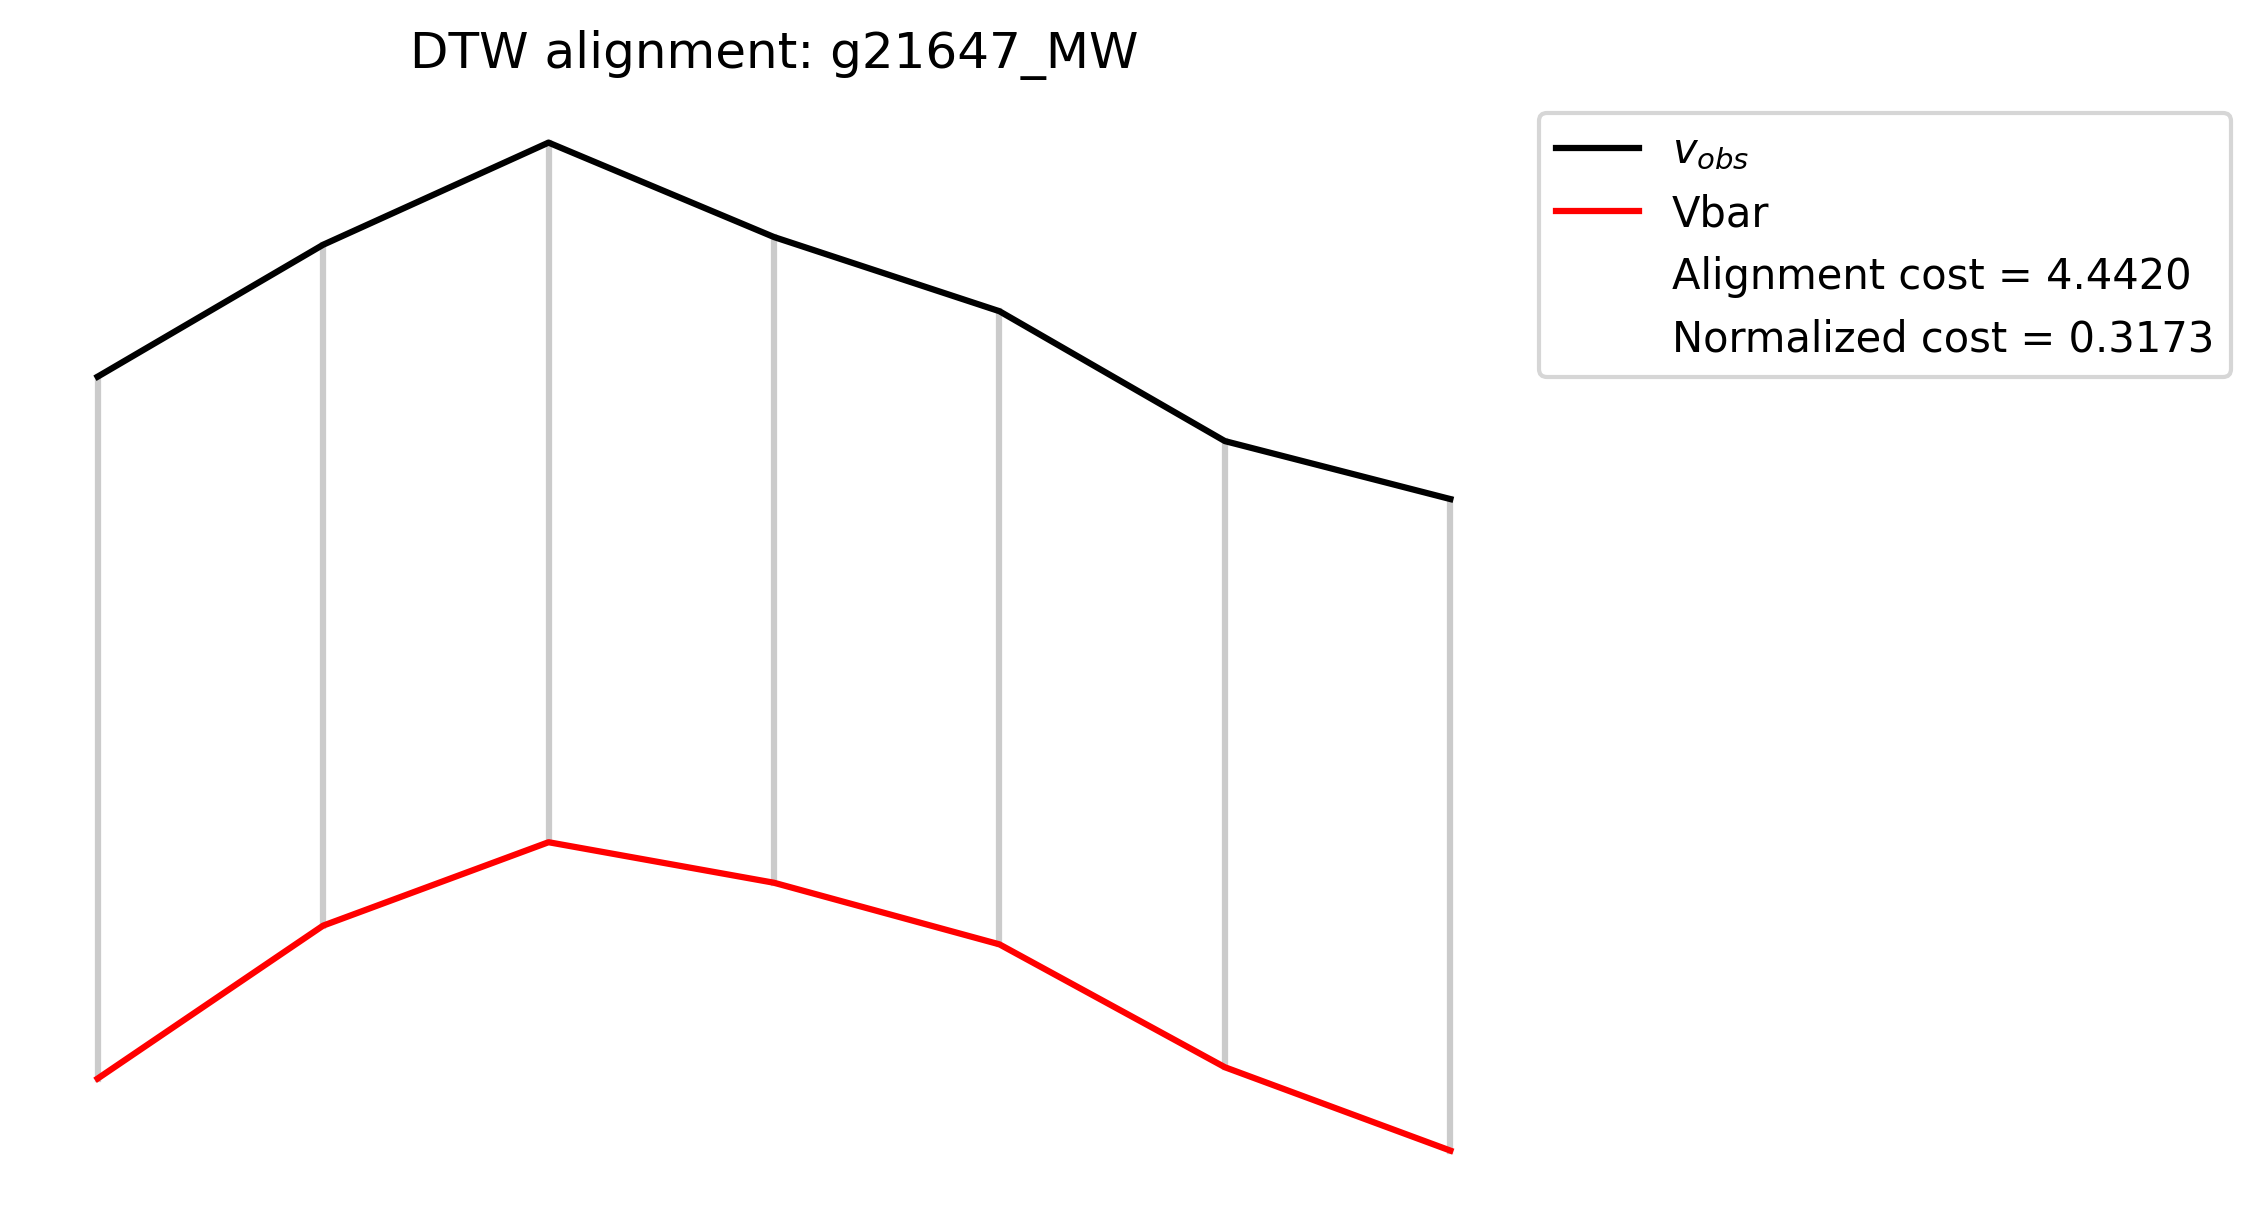 DTW alignment: g21647_MW
v_obs
Vbar
Alignment cost = 4.4420
Normalized cost = 0.3173